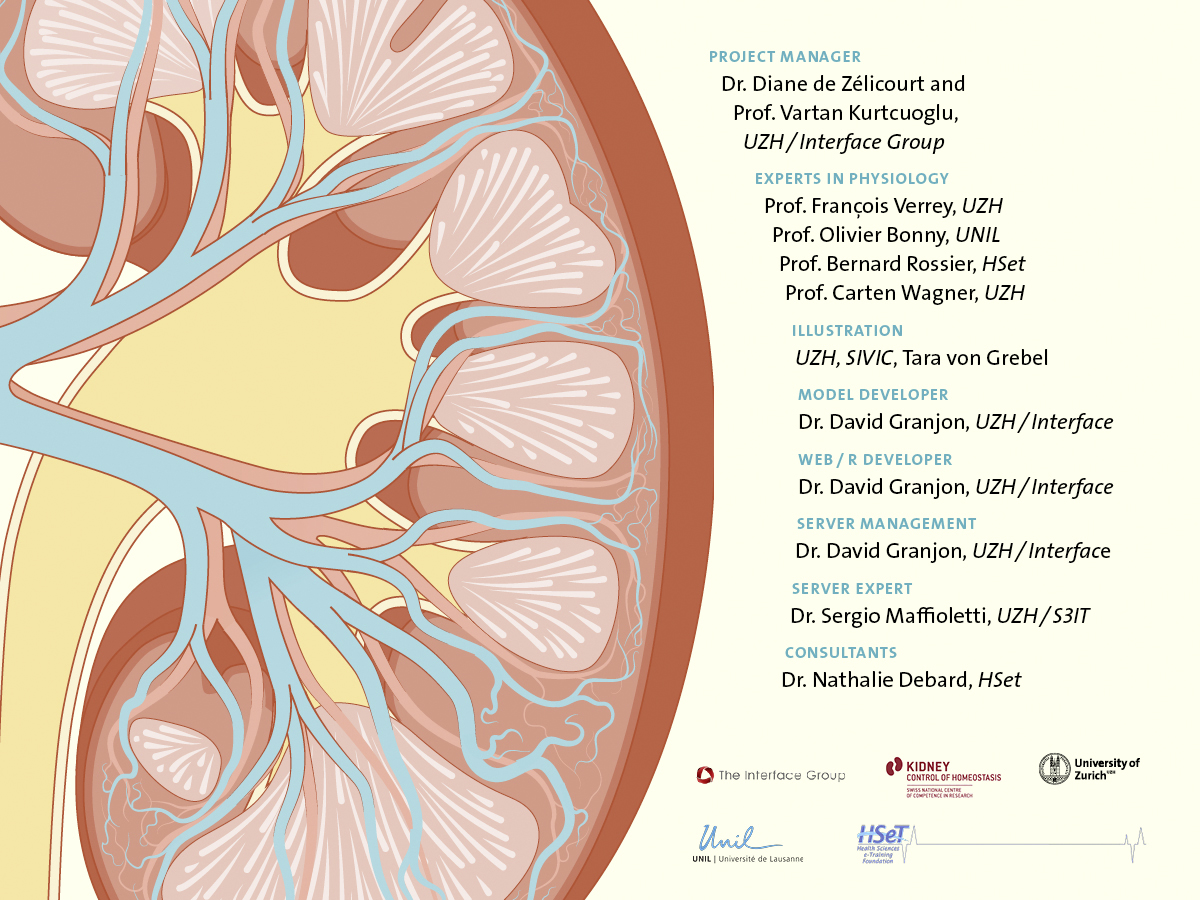 PROJECT MANAGER
Dr. Diane de Zélicourt and
Prof. Vartan Kurtcuoglu,
UZH / Interface Group
EXPERTS IN PHYSIOLOGY
Prof. François Verrey, UZH
Prof. Olivier Bonny, UNIL
Prof. Bernard Rossier, HSet
Prof. Carten Wagner, UZH
ILLUSTRATION
UZH, SIVIC, Tara von Grebel
MODEL DEVELOPER
Dr. David Granjon, UZH / Interface
WEB / R DEVELOPER
Dr. David Granjon, UZH / Interface
SERVER MANAGEMENT
Dr. David Granjon, UZH / Interface
SERVER EXPERT
Dr. Sergio Maffioletti, UZH / S3IT
CONSULTANTS
Dr. Nathalie Debard, HSet
The Interface Group
KIDNEY
CONTROL OF HOMEOSTASIS
SWISS NATIONAL CENTRE
OF COMPETENCE IN RESEARCH
University of
Zurich UZH
Unil
UNIL | Université de Lausanne
HSeT
Health Sciences
e-Training
Foundation